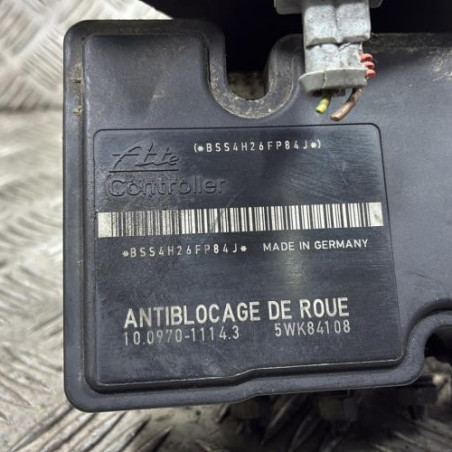 (*BSS4H26FP84J*)
Ate
Controller
*BSS4H26FP84J* MADE IN GERMANY
ANTIBLOCAGE DE ROUE
10.0970-1114.3 5WK84108